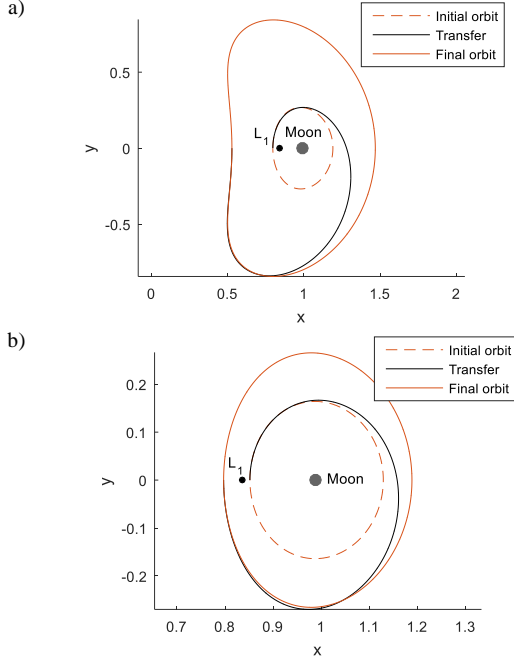 a)
Initial orbit
Transfer
Final orbit
0.5
0
-0.5
y
L1
Moon
0 0.5 1 1.5 2
x
b)
Initial orbit
Transfer
Final orbit
0.2
0.1
0
-0.1
-0.2
y
L1
Moon
0.7 0.8 0.9 1 1.1 1.2 1.3
x